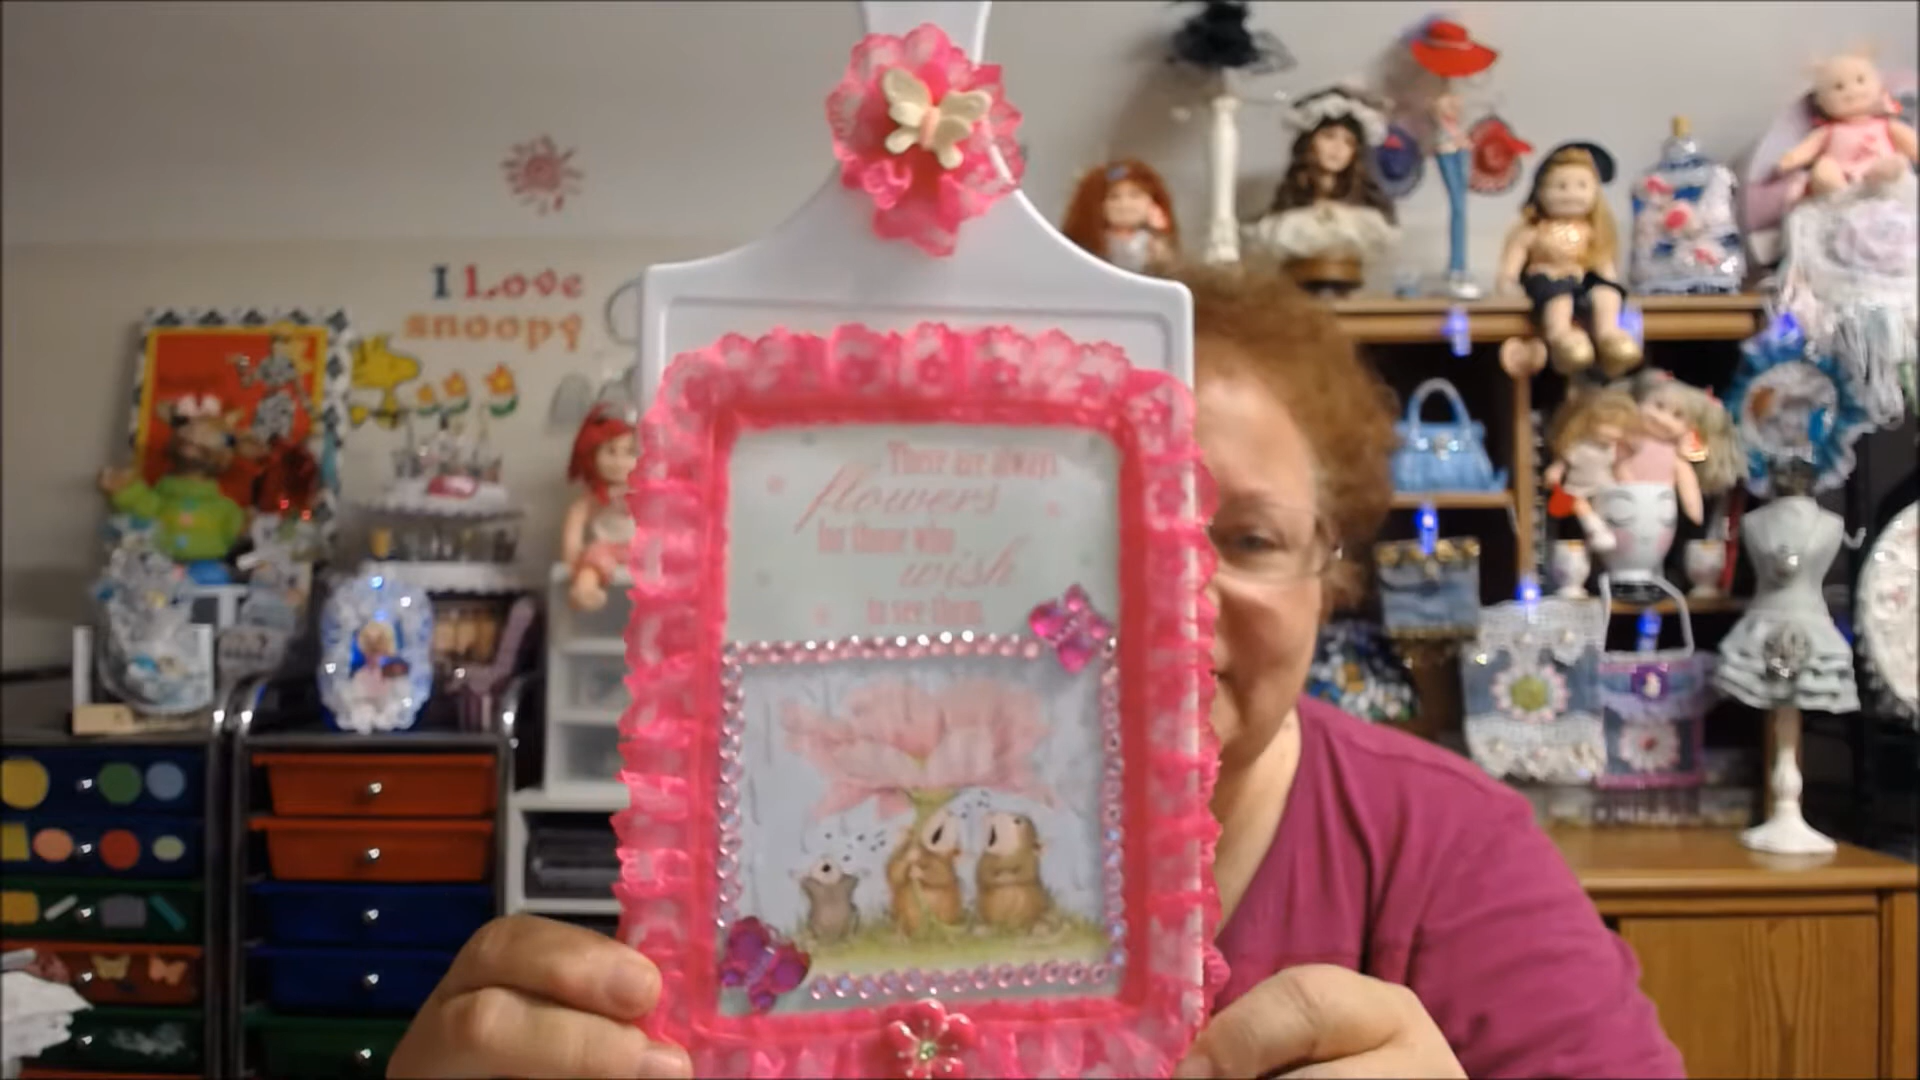 I Love
snoopy
There are always
flowers
for those who
wish
to see them.